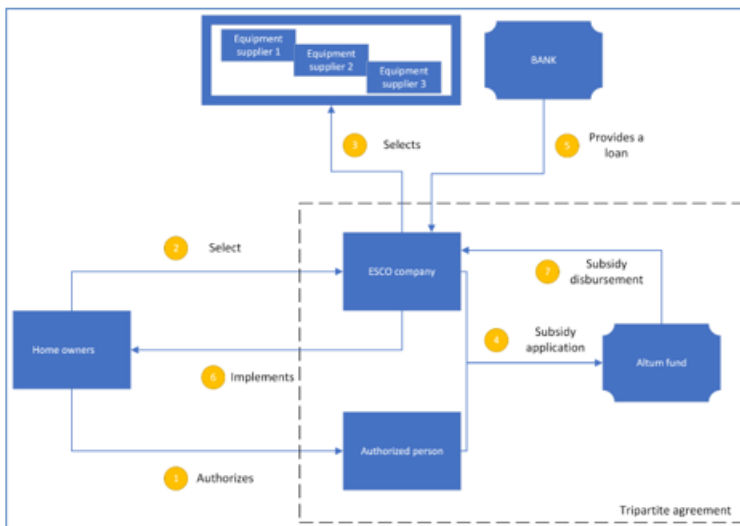 Equipment
supplier 1
Equipment
supplier 2
Equipment
supplier 3
BANK
3 Selects
5 Provides a
loan
2 Select
ESCO company
7 Subsidy
disbursement
Home owners
4 Subsidy
application
Altum fund
6 Implements
Authorized person
1 Authorizes
Tripartite agreement